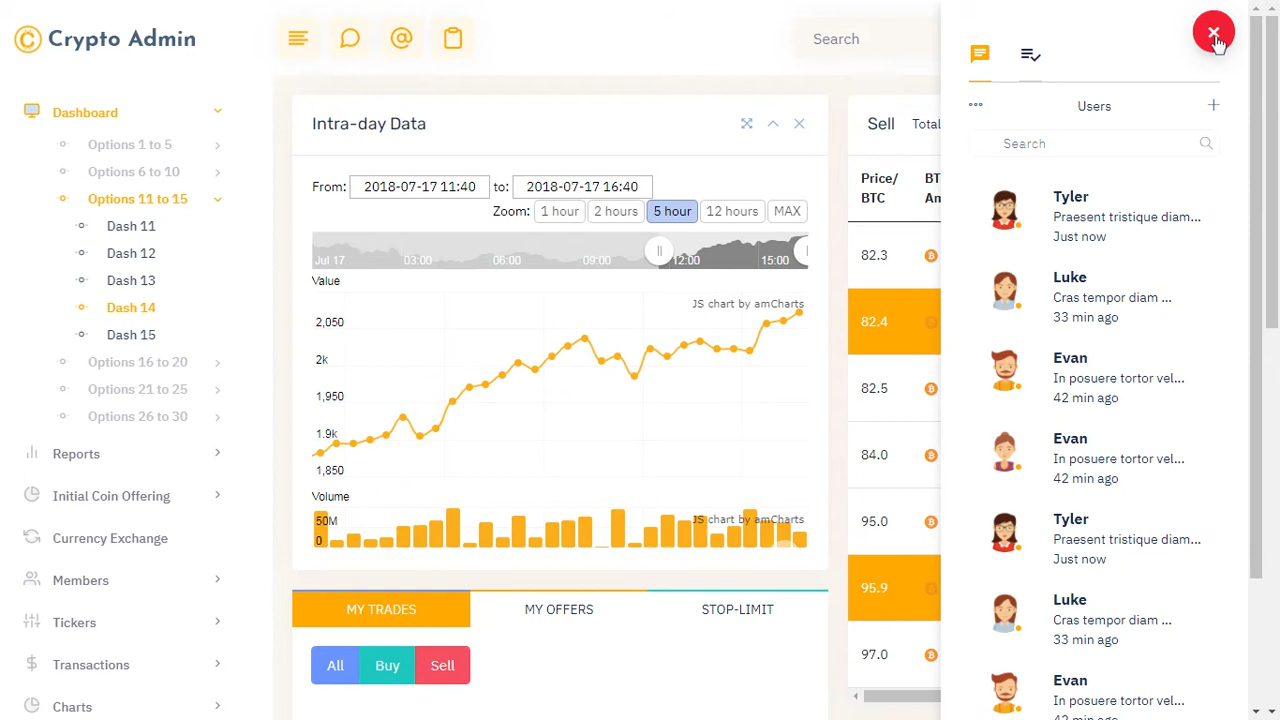 Crypto Admin
Search
Dashboard
Options 1 to 5
Options 6 to 10
Options 11 to 15
Dash 11
Dash 12
Dash 13
Dash 14
Dash 15
Options 16 to 20
Options 21 to 25
Options 26 to 30
Reports
Initial Coin Offering
Currency Exchange
Members
Tickers
Transactions
Charts
Intra-day Data
From: 2018-07-17 11:40 to: 2018-07-17 16:40
Zoom: 1 hour 2 hours 5 hour 12 hours MAX
Jul 17 03:00 06:00 09:00 12:00 15:00
Value
JS chart by amCharts
2,050
2k
1,950
1.9k
1,850
Volume
JS chart by amCharts
50M
0
MY TRADES MY OFFERS STOP-LIMIT
All Buy Sell
Sell Total
Price/
BTC
82.3
82.4
82.5
84.0
95.0
95.9
97.0
Users
Search
Tyler
Praesent tristique diam...
Just now
Luke
Cras tempor diam ...
33 min ago
Evan
In posuere tortor vel...
42 min ago
Evan
In posuere tortor vel...
42 min ago
Tyler
Praesent tristique diam...
Just now
Luke
Cras tempor diam ...
33 min ago
Evan
In posuere tortor vel...
42 min ago